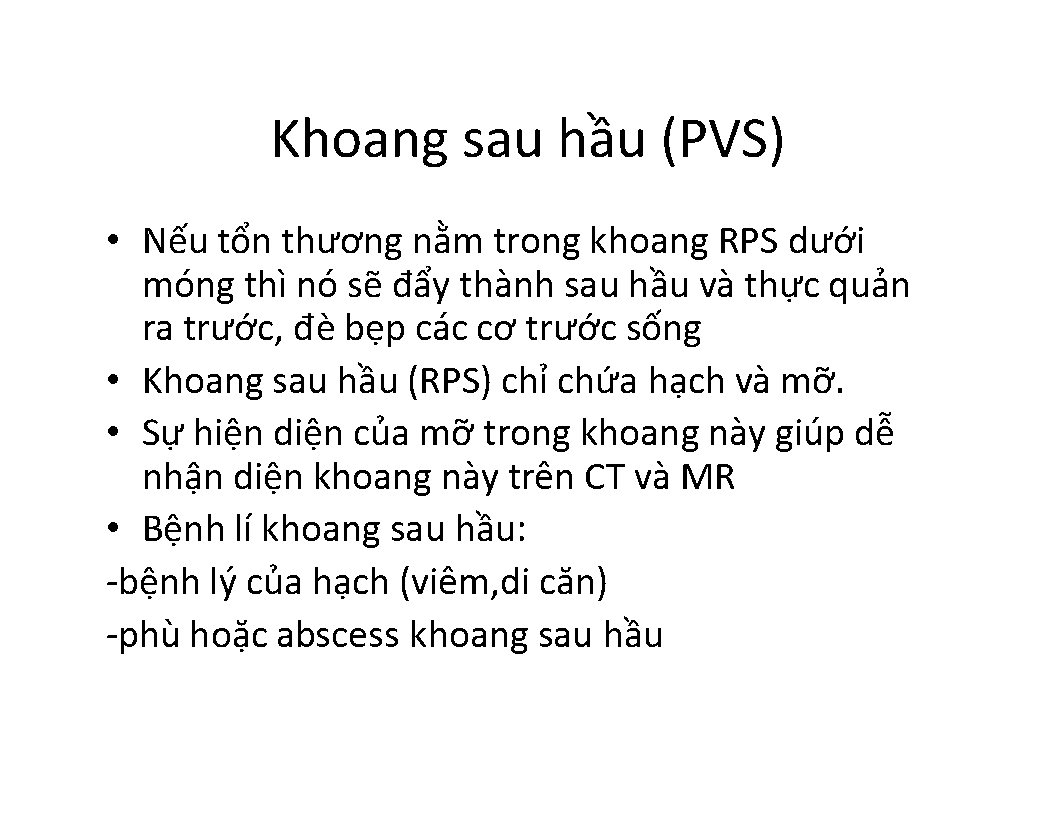 Khoang sau hầu (PVS)
• Nếu tổn thương nằm trong khoang RPS dưới
móng thì nó sẽ đẩy thành sau hầu và thực quản
ra trước, đè bẹp các cơ trước sống
• Khoang sau hầu (RPS) chỉ chứa hạch và mỡ.
• Sự hiện diện của mỡ trong khoang này giúp dễ
nhận diện khoang này trên CT và MR
• Bệnh lí khoang sau hầu:
-bệnh lý của hạch (viêm,di căn)
-phù hoặc abscess khoang sau hầu